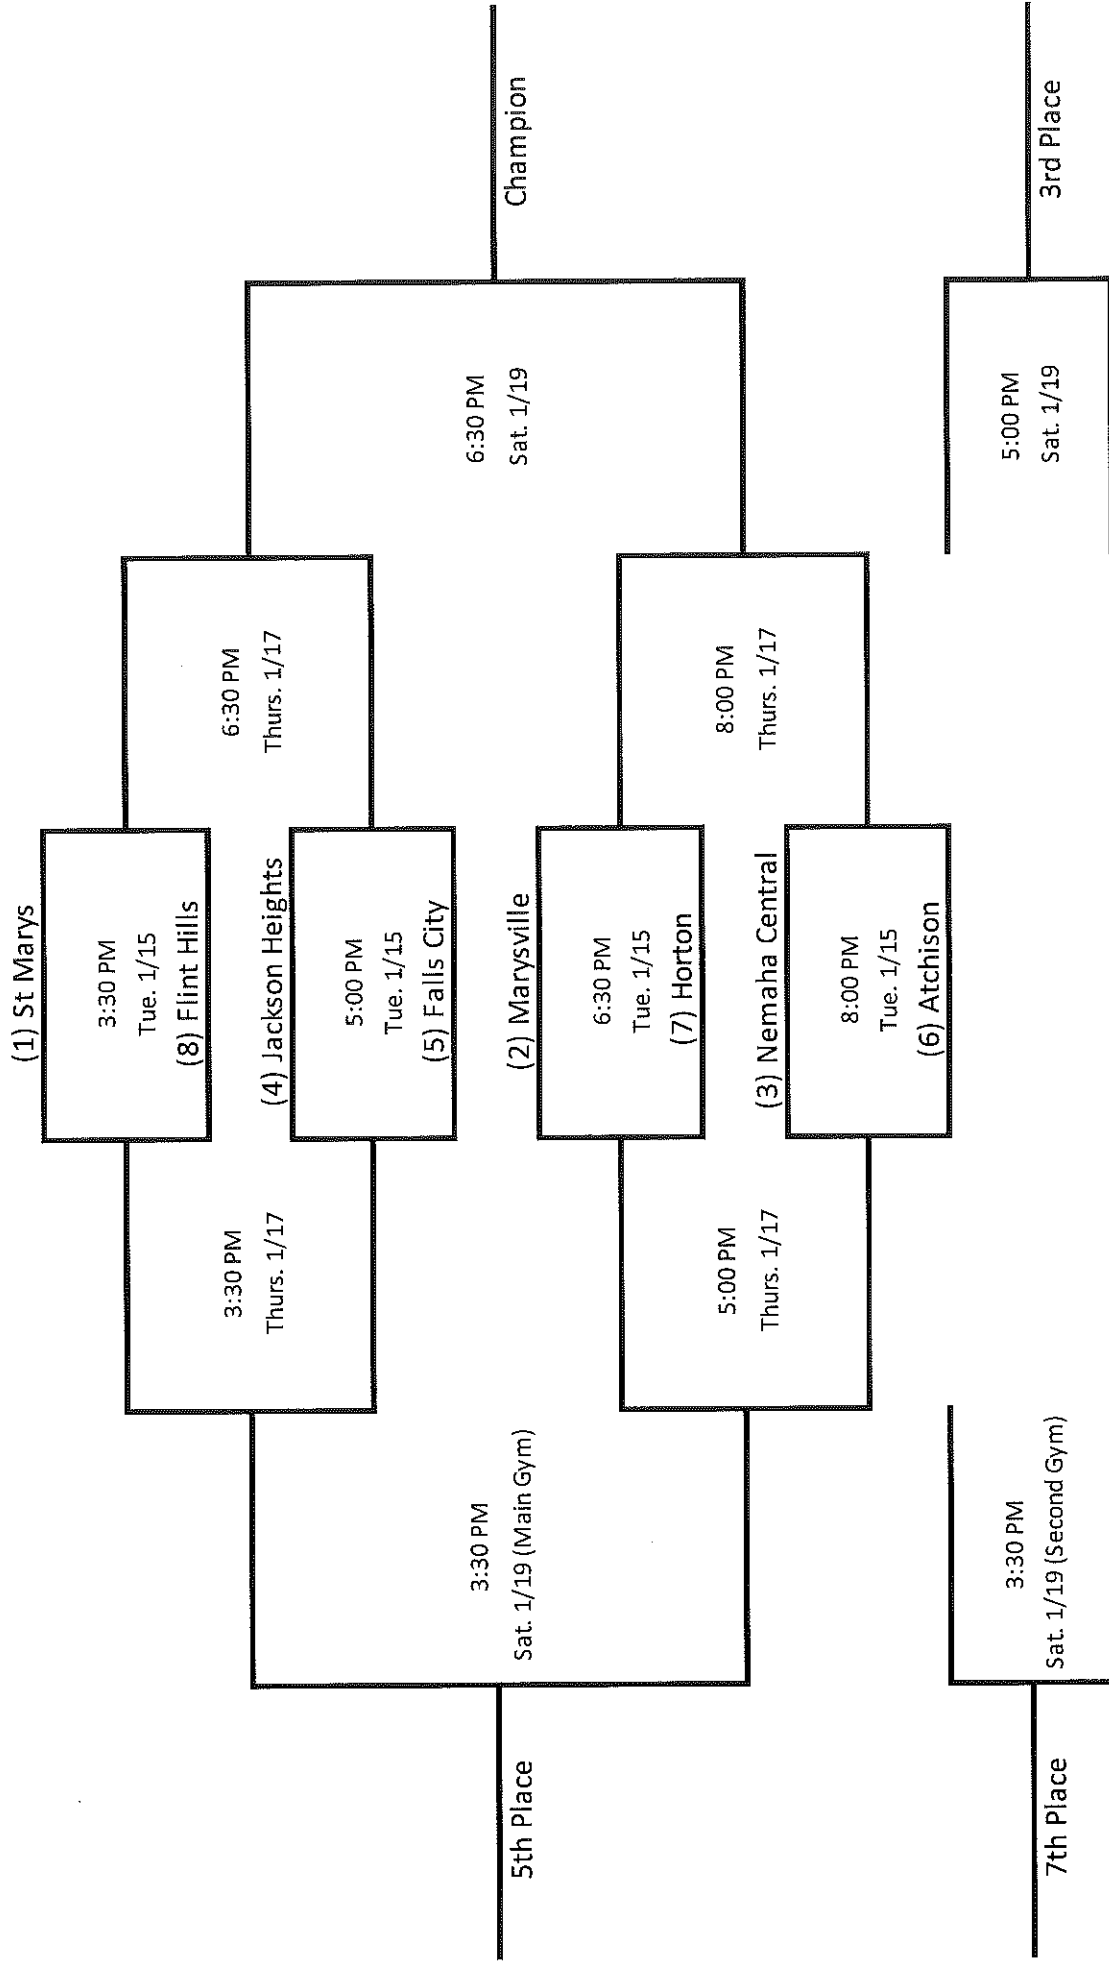 (1) St Marys
3:30 PM
Tue. 1/15
(8) Flint Hills
(4) Jackson Heights
5:00 PM
Tue. 1/15
(5) Falls City
(2) Marysville
6:30 PM
Tue. 1/15
(7) Horton
(3) Nemaha Central
8:00 PM
Tue. 1/15
(6) Atchison
3:30 PM
Thurs. 1/17
5:00 PM
Thurs. 1/17
6:30 PM
Thurs. 1/17
8:00 PM
Thurs. 1/17
3:30 PM
Sat. 1/19 (Main Gym)
5th Place
6:30 PM
Sat. 1/19
Champion
3:30 PM
Sat. 1/19 (Second Gym)
7th Place
5:00 PM
Sat. 1/19
3rd Place